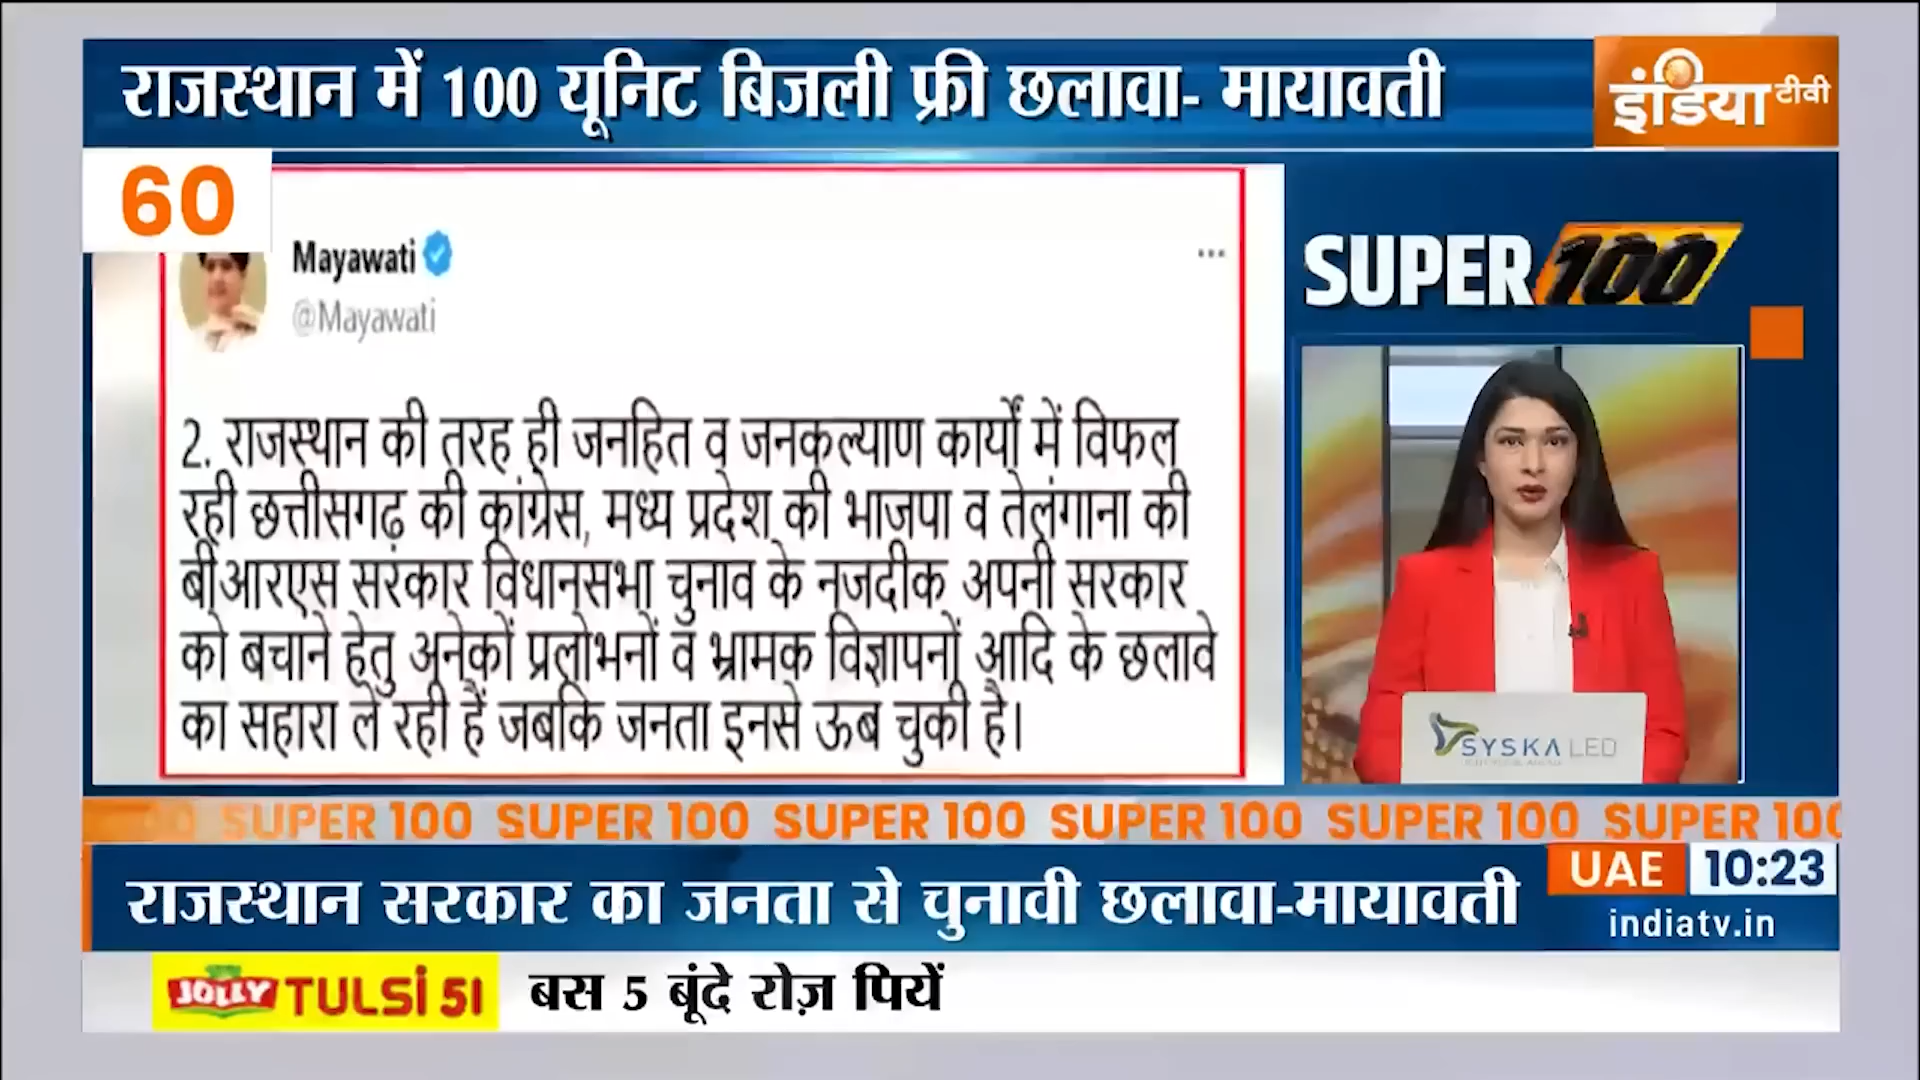 राजस्थान में 100 यूनिट बिजली फ्री छलावा- मायावती
इंडिया टीवी
60
Mayawati
@Mayawati
2. राजस्थान की तरह ही जनहित व जनकल्याण कार्यों में विफल
रही छत्तीसगढ़ की कांग्रेस, मध्य प्रदेश की भाजपा व तेलंगाना की
बीआरएस सरकार विधानसभा चुनाव के नजदीक अपनी सरकार
को बचाने हेतु अनेकों प्रलोभनों व भ्रामक विज्ञापनों आदि के छलावे
का सहारा ले रही हैं जबकि जनता इनसे ऊब चुकी है।
SUPER 100
SYSKA LED
SUPER 100 SUPER 100 SUPER 100 SUPER 100 SUPER 100 SUPER 100
राजस्थान सरकार का जनता से चुनावी छलावा-मायावती
UAE 10:23
indiatv.in
JOLLY TULSI 51 बस 5 बूंदे रोज़ पियें